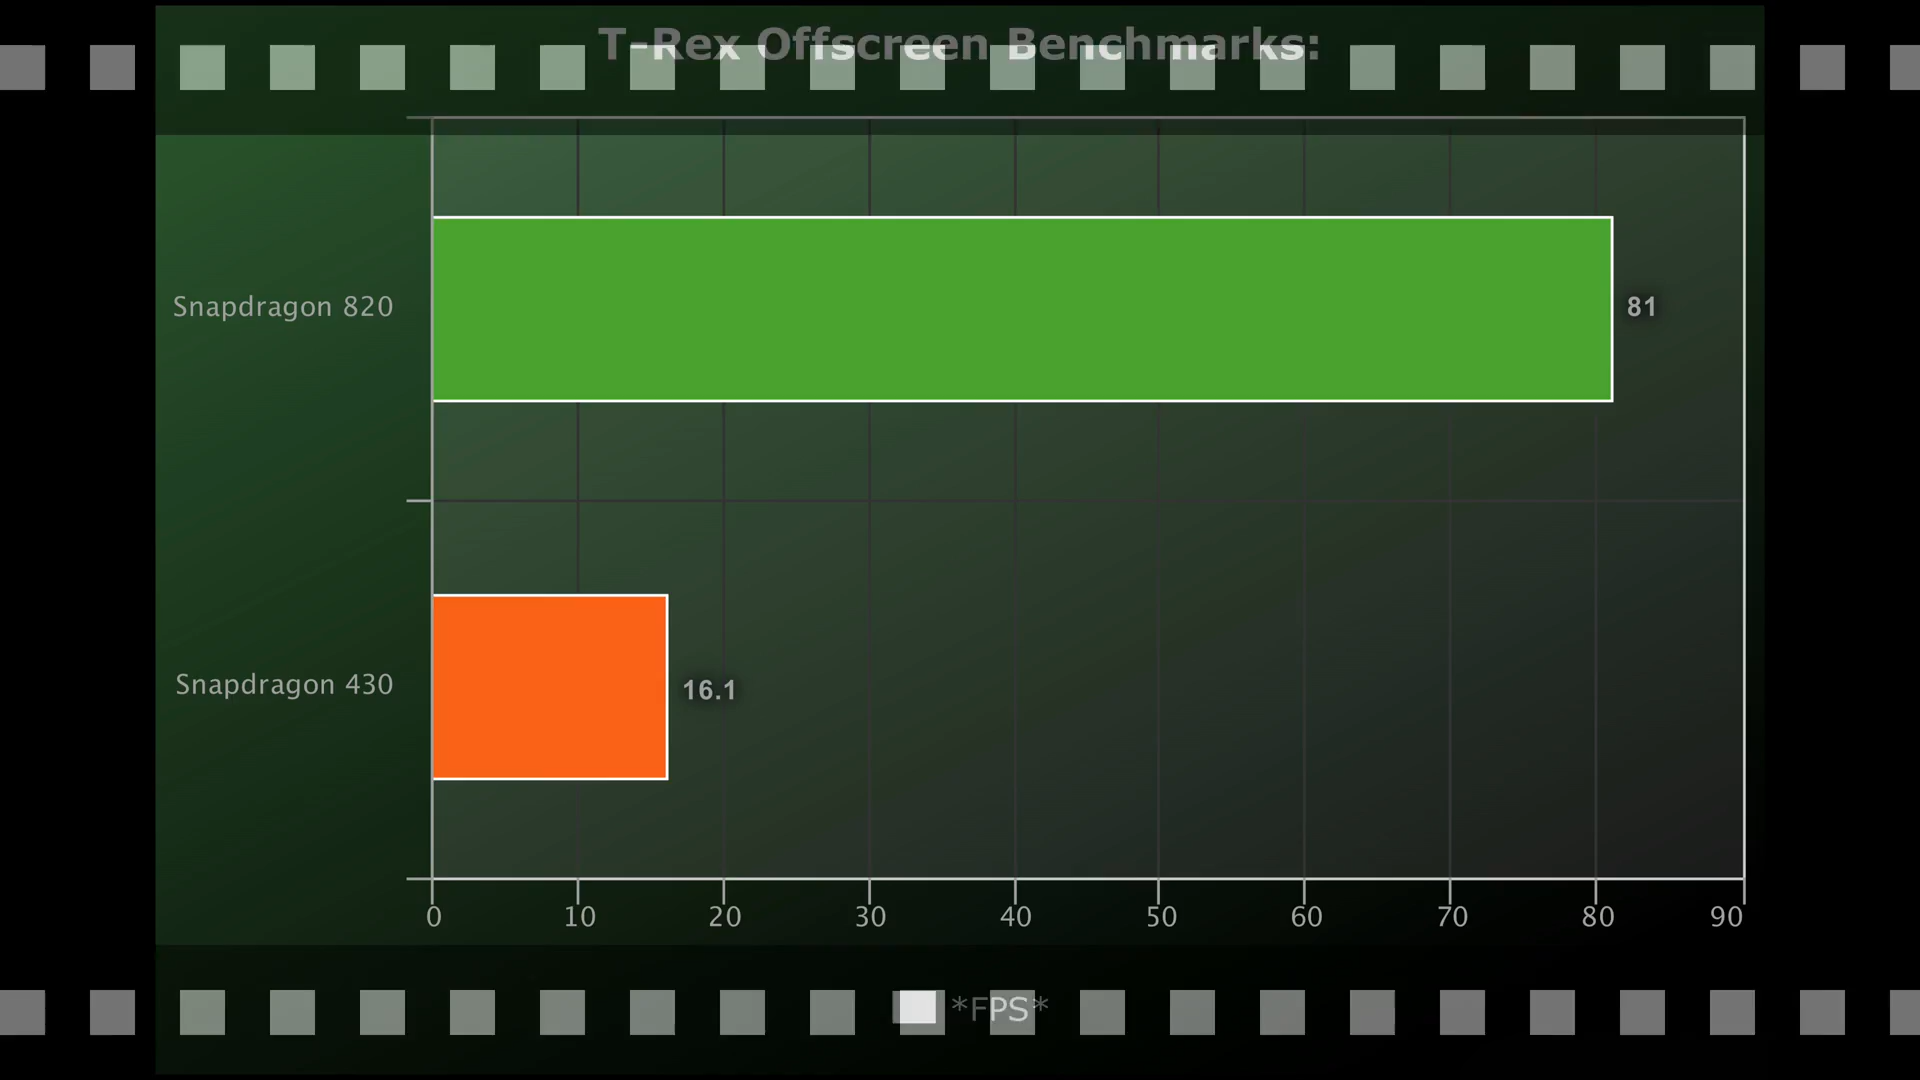 T-Rex Offscreen Benchmarks:
Snapdragon 820
81
Snapdragon 430
16.1
0 10 20 30 40 50 60 70 80 90
*FPS*